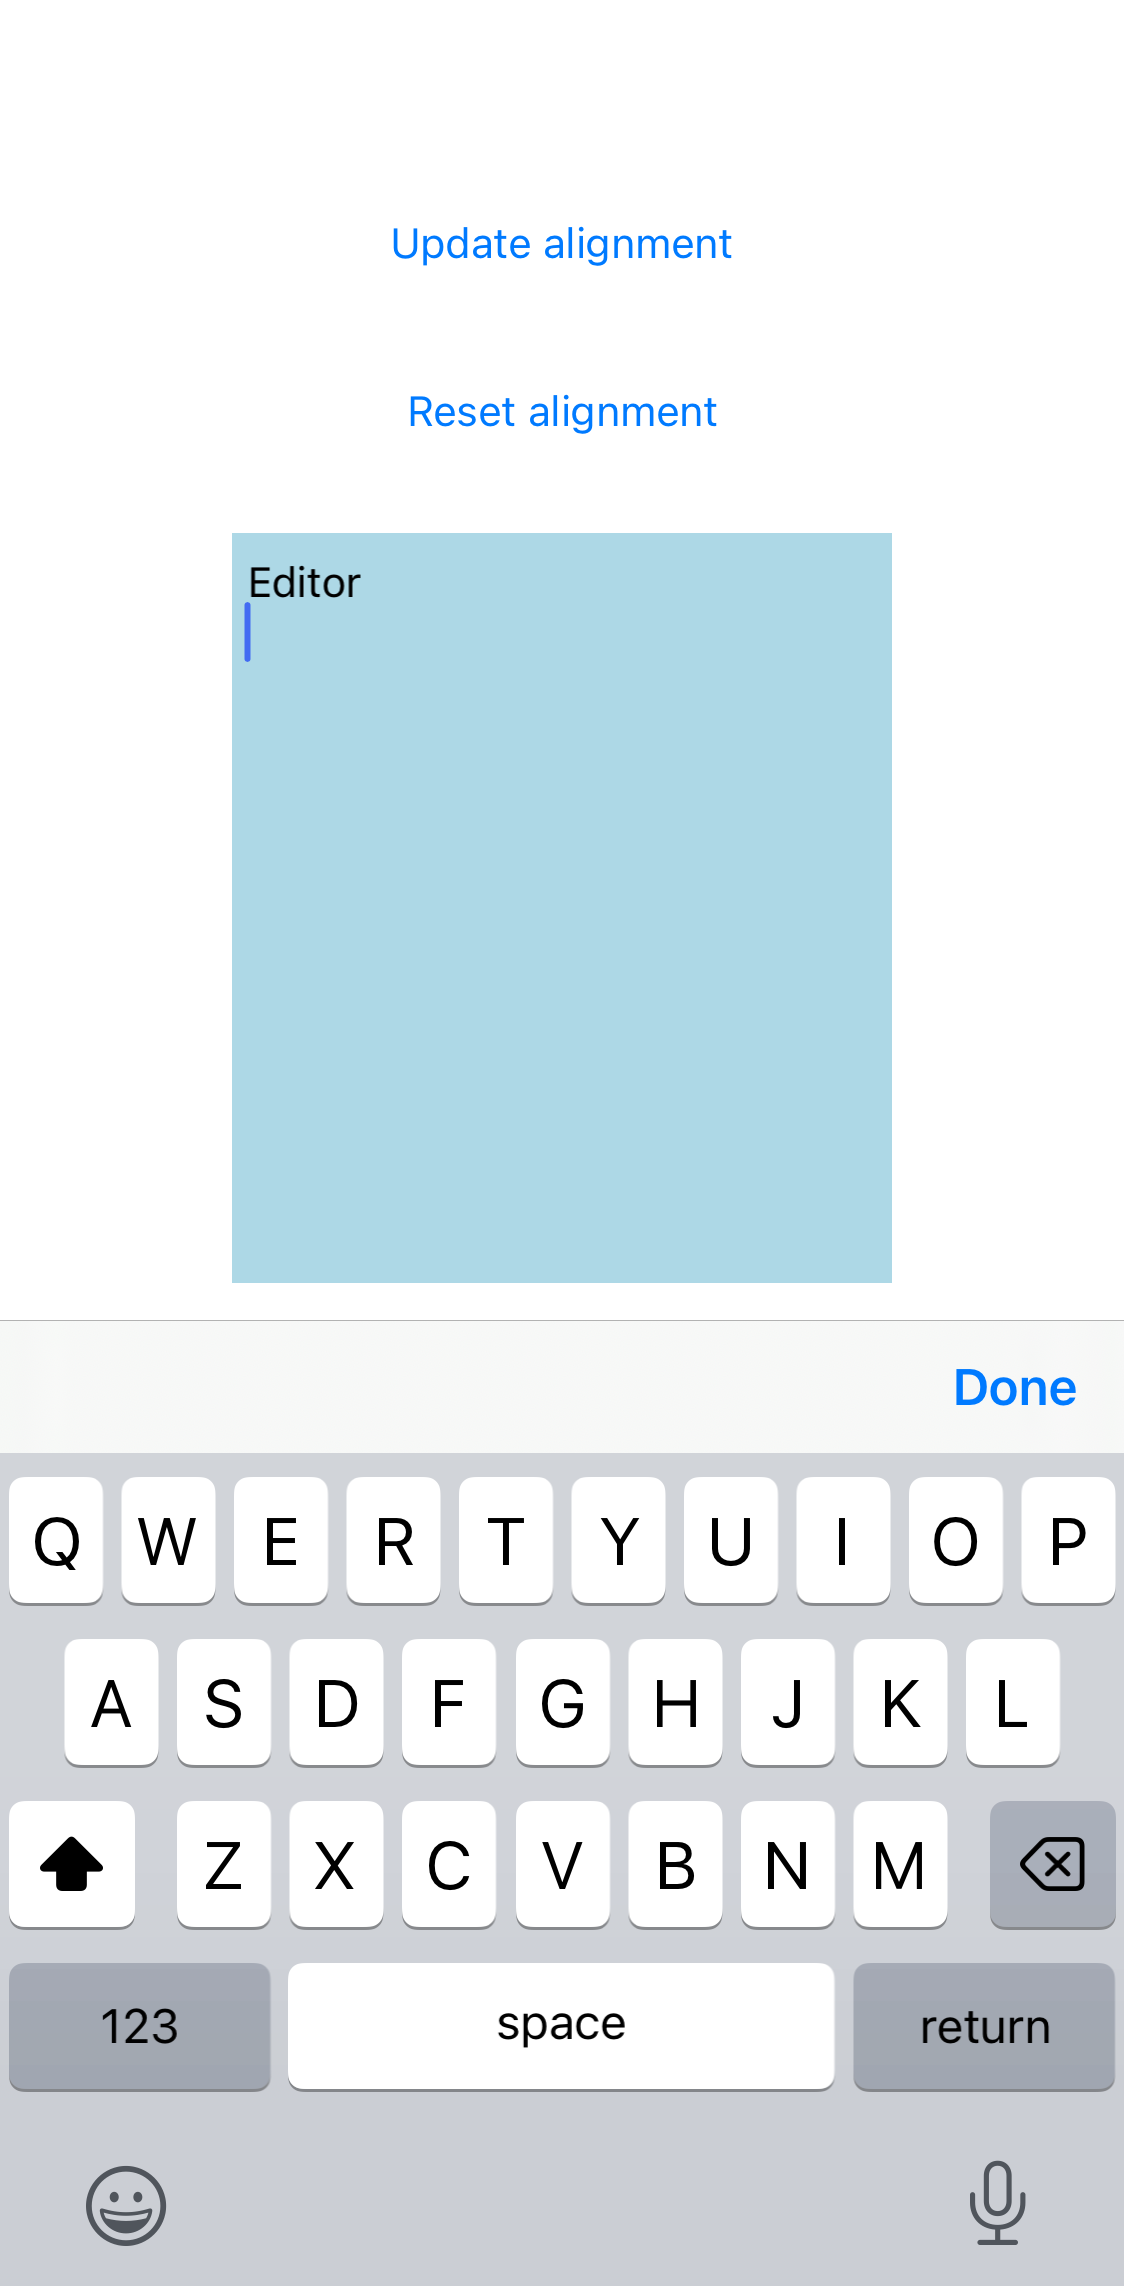 Update alignment
Reset alignment
Editor
Done
Q W E R T Y U I O P
A S D F G H J K L
Z X C V B N M
123 space return